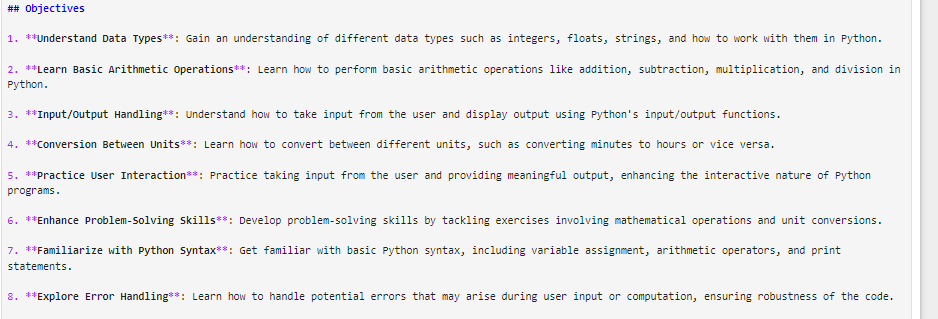 ## Objectives
1. **Understand Data Types**: Gain an understanding of different data types such as integers, floats, strings, and how to work with them in Python.
2. **Learn Basic Arithmetic Operations**: Learn how to perform basic arithmetic operations like addition, subtraction, multiplication, and division in
Python.
3. **Input/Output Handling**: Understand how to take input from the user and display output using Python's input/output functions.
4. **Conversion Between Units**: Learn how to convert between different units, such as converting minutes to hours or vice versa.
5. **Practice User Interaction**: Practice taking input from the user and providing meaningful output, enhancing the interactive nature of Python
programs.
6. **Enhance Problem-Solving Skills**: Develop problem-solving skills by tackling exercises involving mathematical operations and unit conversions.
7. **Familiarize with Python Syntax**: Get familiar with basic Python syntax, including variable assignment, arithmetic operators, and print
statements.
8. **Explore Error Handling**: Learn how to handle potential errors that may arise during user input or computation, ensuring robustness of the code.